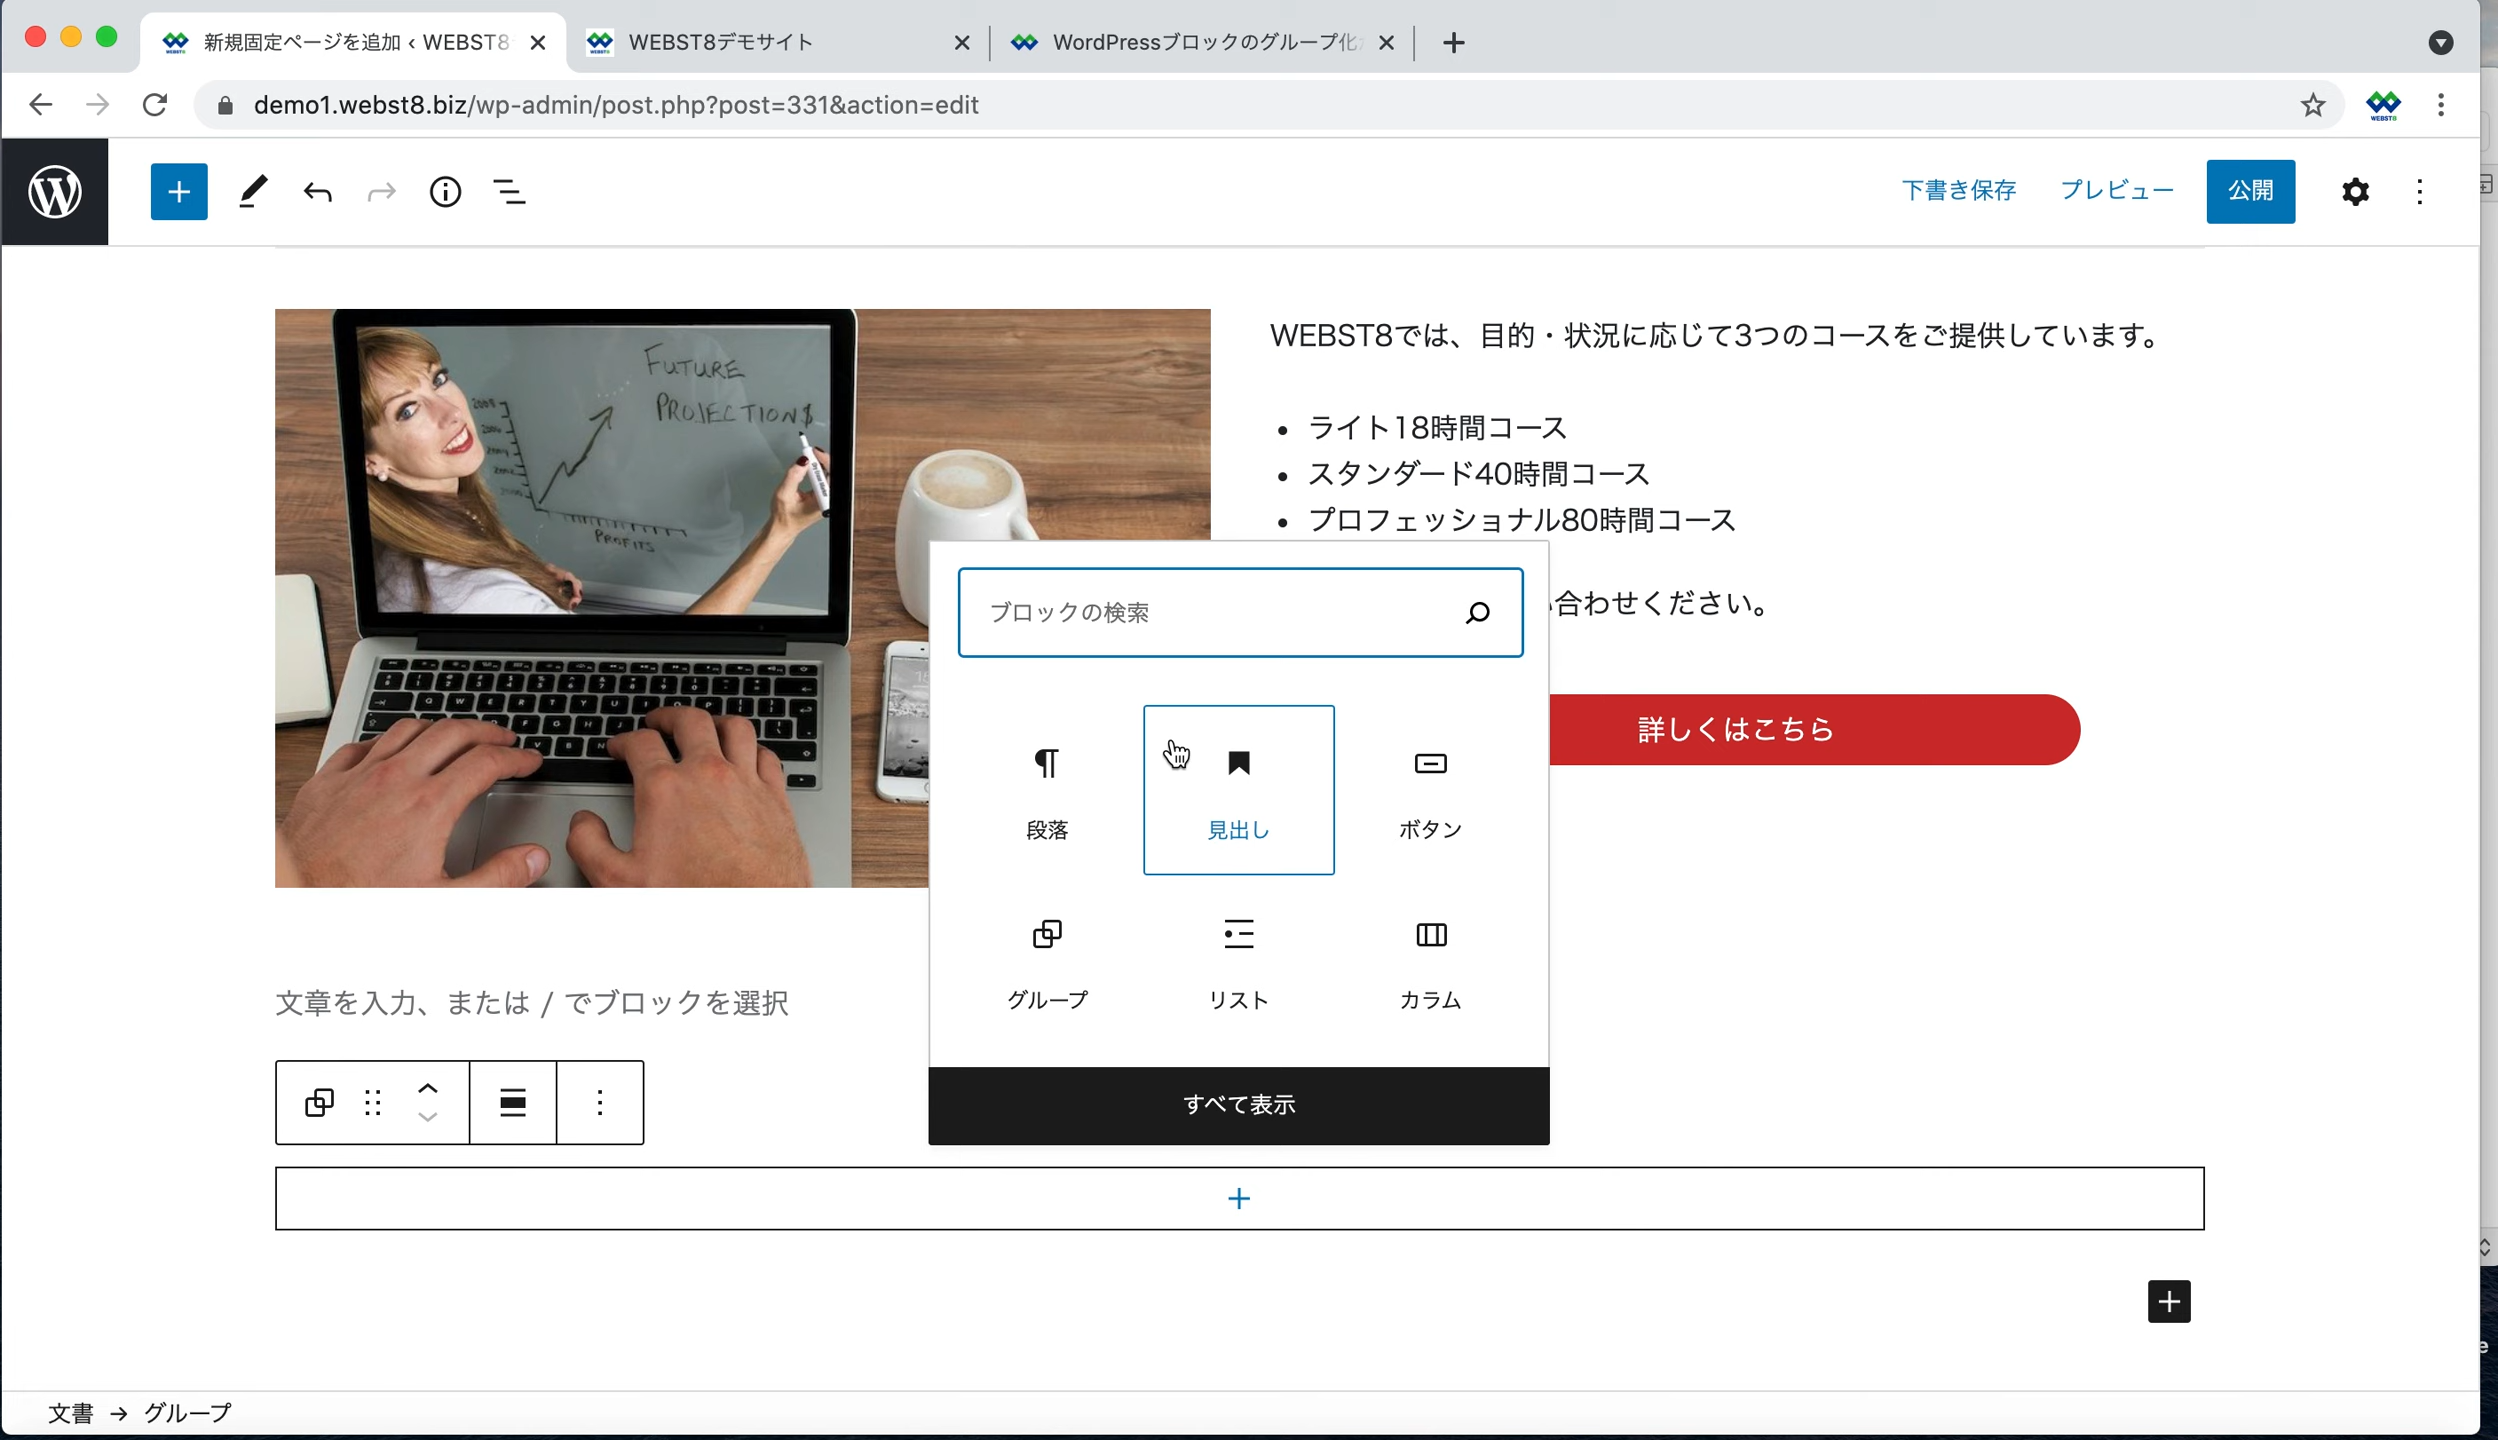 新規固定ページを追加 ‹ WEBST8
WEBST8デモサイト
WordPressブロックのグループ化
demo1.webst8.biz/wp-admin/post.php?post=331&action=edit
WEBST8
下書き保存
プレビュー
公開
FUTURE
PROJECTIONS
PROFITS
WEBST8では、目的・状況に応じて3つのコースをご提供しています。
ライト18時間コース
スタンダード40時間コース
プロフェッショナル80時間コース
合わせください。
詳しくはこちら
ブロックの検索
段落
見出し
ボタン
グループ
リスト
カラム
すべて表示
文章を入力、または / でブロックを選択
文書 → グループ